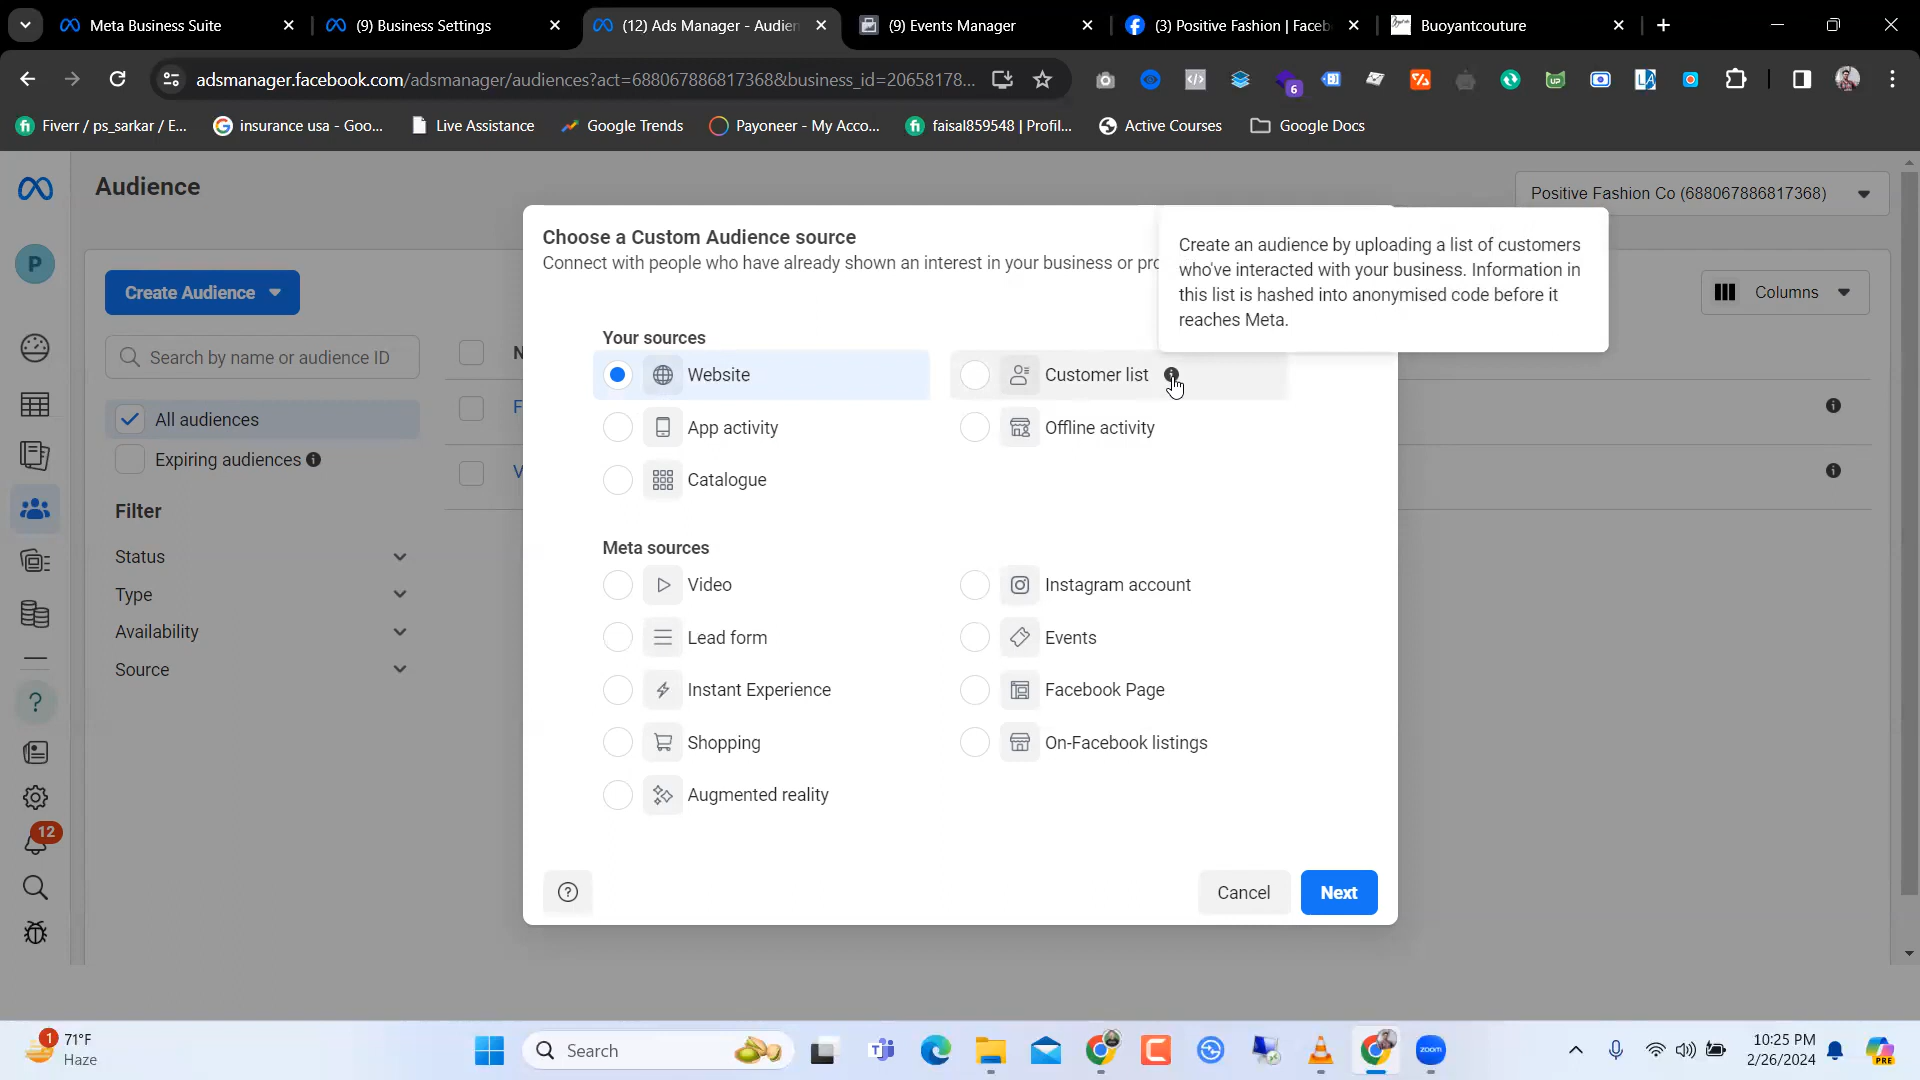 Meta Business Suite
(9) Business Settings
(12) Ads Manager - Audien
(9) Events Manager
(3) Positive Fashion | Faceb
Buoyantcouture
adsmanager.facebook.com/adsmanager/audiences?act=688067886817368&business_id=20658178...
6
Fiverr / ps_sarkar / E...
insurance usa - Goo...
Live Assistance
Google Trends
Payoneer - My Acco...
faisal859548 | Profil...
Active Courses
Google Docs
Audience
Positive Fashion Co (688067886817368)
P
Create Audience
Columns
Search by name or audience ID
All audiences
Expiring audiences
Filter
Status
Type
Availability
Source
12
Choose a Custom Audience source
Connect with people who have already shown an interest in your business or pro
Create an audience by uploading a list of customers
who've interacted with your business. Information in
this list is hashed into anonymised code before it
reaches Meta.
Your sources
Website
Customer list
App activity
Offline activity
Catalogue
Meta sources
Video
Instagram account
Lead form
Events
Instant Experience
Facebook Page
Shopping
On-Facebook listings
Augmented reality
Cancel
Next
1
71°F
Haze
Search
zoom
10:25 PM
2/26/2024
PRE